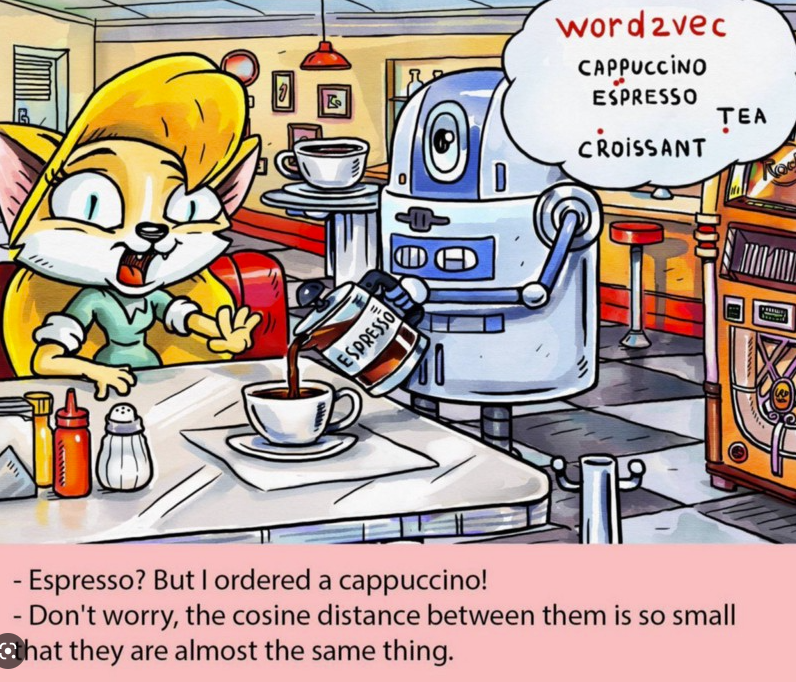 word2vec
CAPPUCCINO
ESPRESSO
TEA
CROISSANT
ESPRESSO
- Espresso? But I ordered a cappuccino!
- Don't worry, the cosine distance between them is so small
that they are almost the same thing.